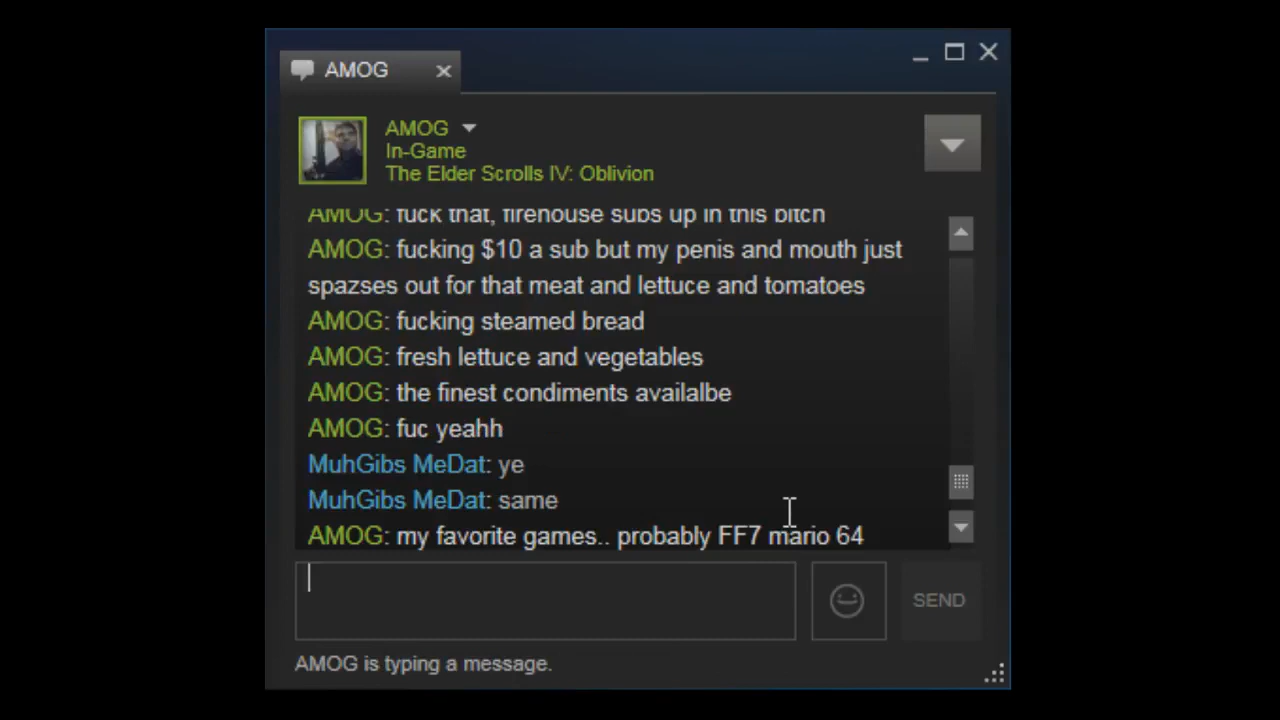 AMOG
AMOG
In-Game
The Elder Scrolls IV: Oblivion
AMOG: fuck that, firehouse subs up in this bitch
AMOG: fucking $10 a sub but my penis and mouth just
spazses out for that meat and lettuce and tomatoes
AMOG: fucking steamed bread
AMOG: fresh lettuce and vegetables
AMOG: the finest condiments availalbe
AMOG: fuc yeahh
MuhGibs MeDat: ye
MuhGibs MeDat: same
AMOG: my favorite games.. probably FF7 mario 64
SEND
AMOG is typing a message.